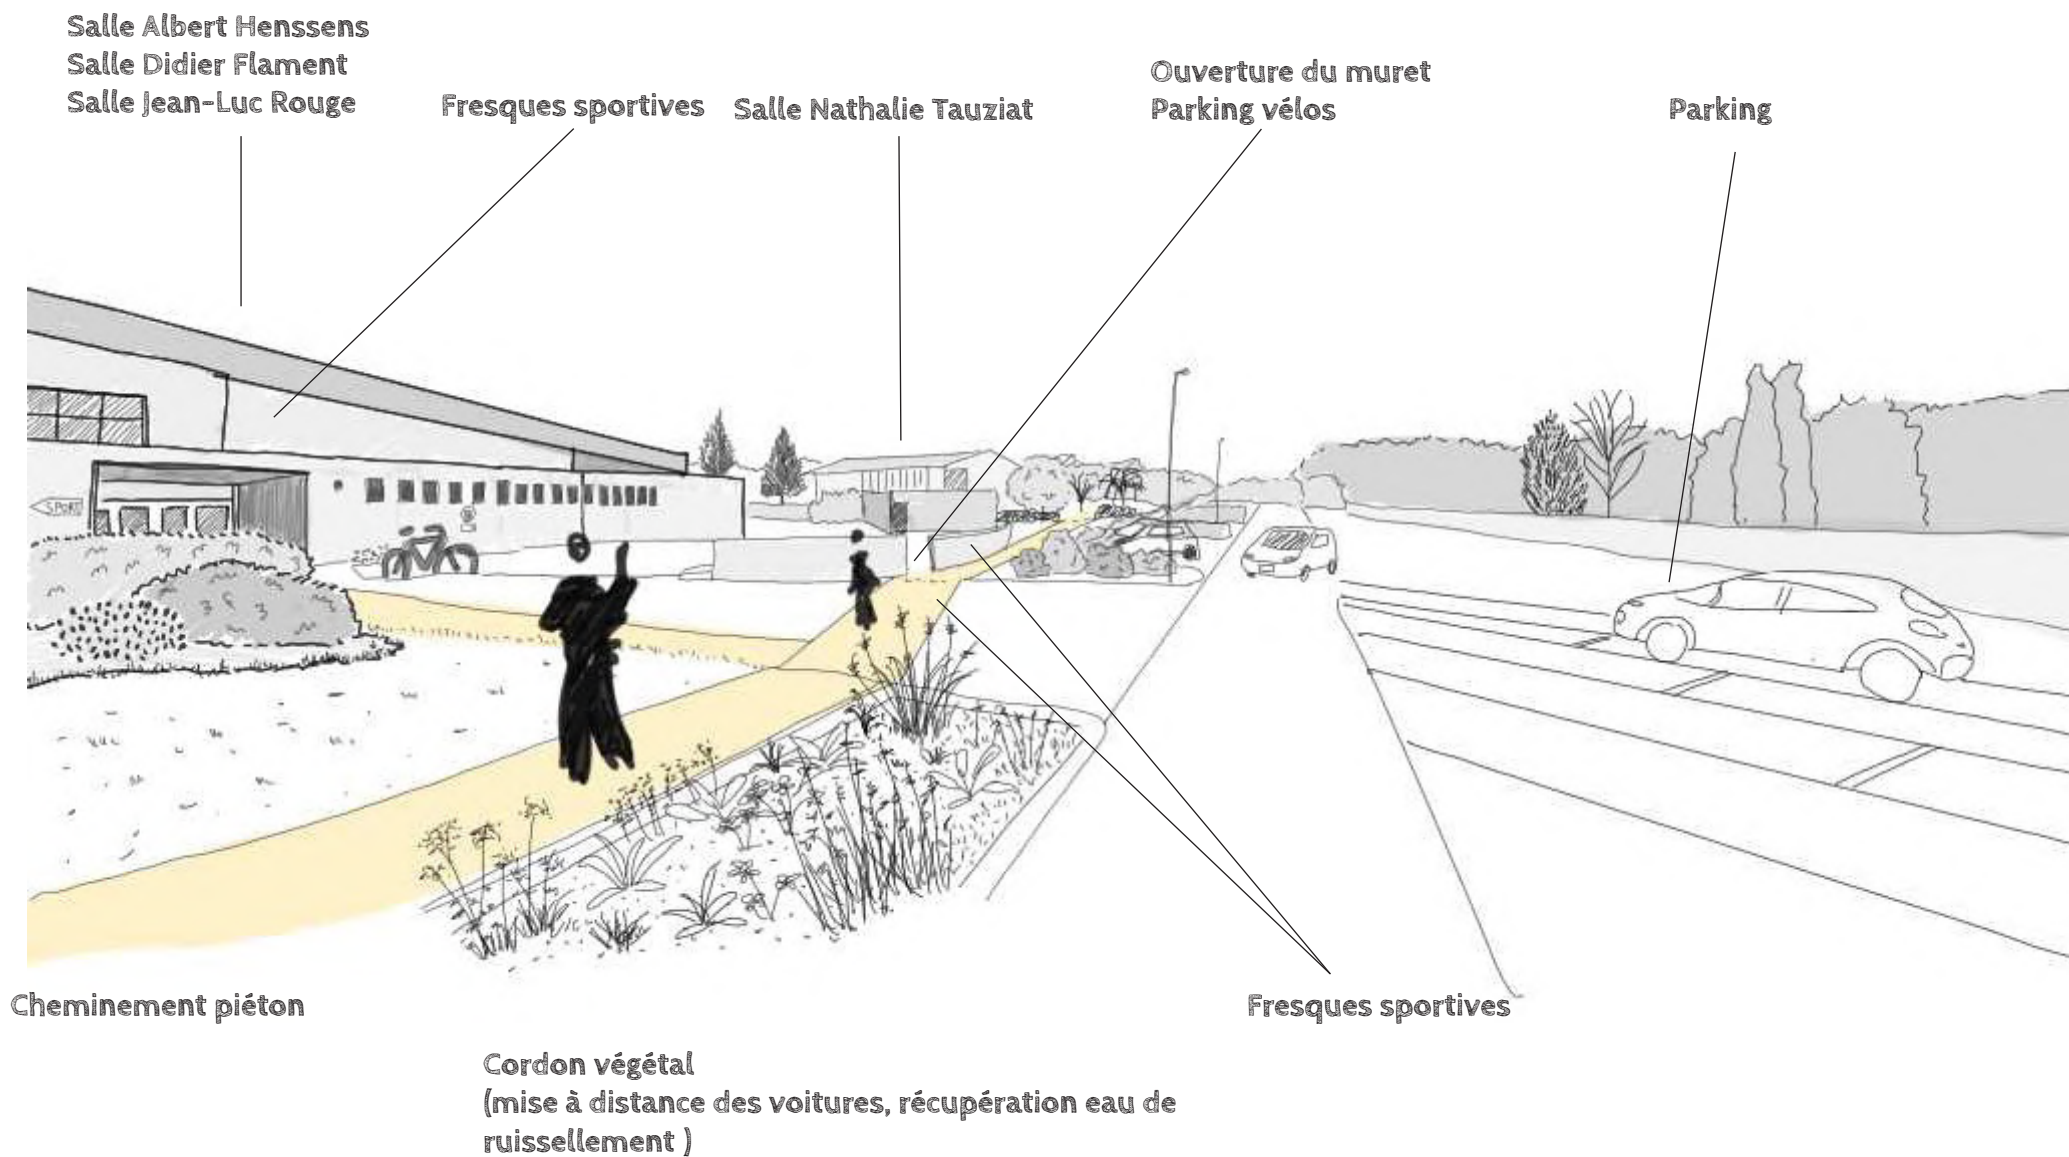 Salle Albert Henssens
Salle Didier Flament
Salle Jean-Luc Rouge
Fresques sportives
Salle Nathalie Tauziat
Ouverture du muret
Parking vélos
Parking
SPORT
Cheminement piéton
Fresques sportives
Cordon végétal
(mise à distance des voitures, récupération eau de
ruissellement )